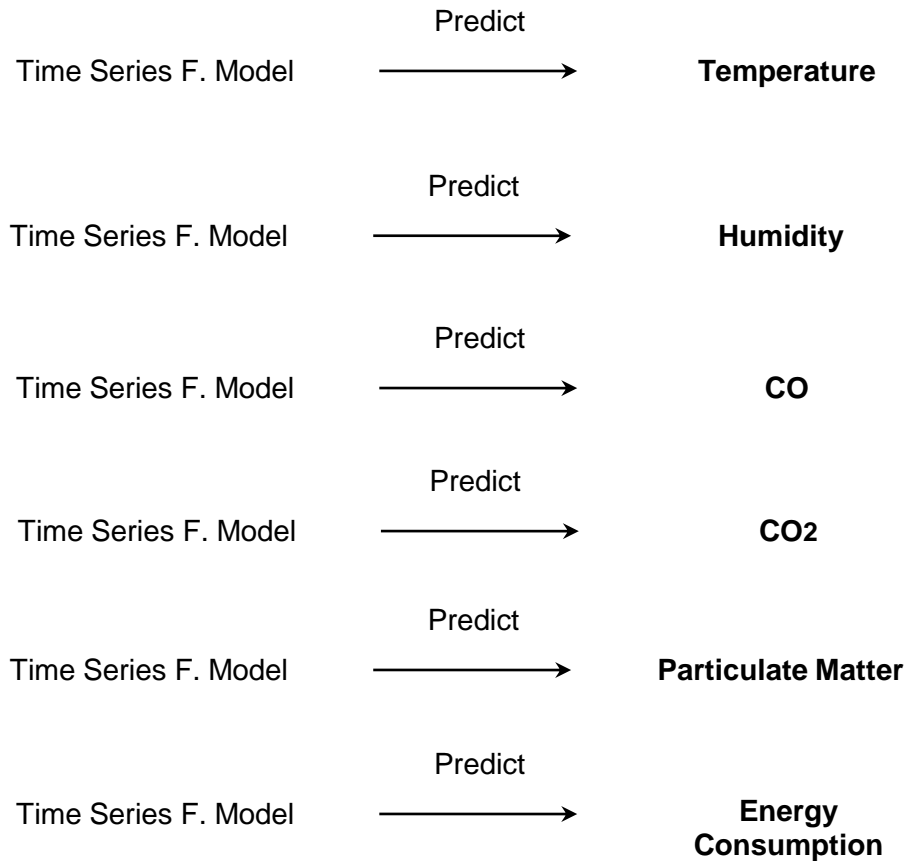 Predict
Time Series F. Model Temperature
Predict
Time Series F. Model Humidity
Predict
Time Series F. Model CO
Predict
Time Series F. Model CO2
Predict
Time Series F. Model Particulate Matter
Predict
Time Series F. Model Energy
Consumption